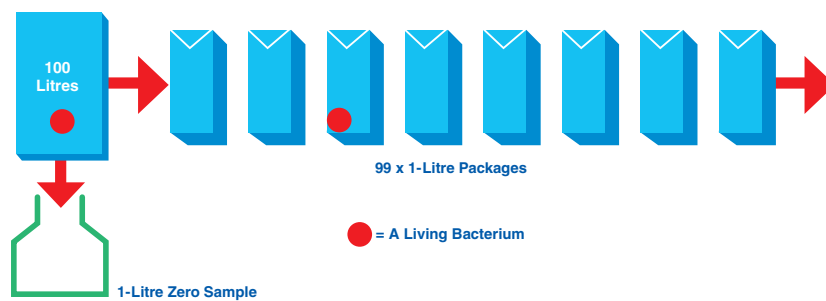 100
Litres
99 x 1-Litre Packages
= A Living Bacterium
1-Litre Zero Sample